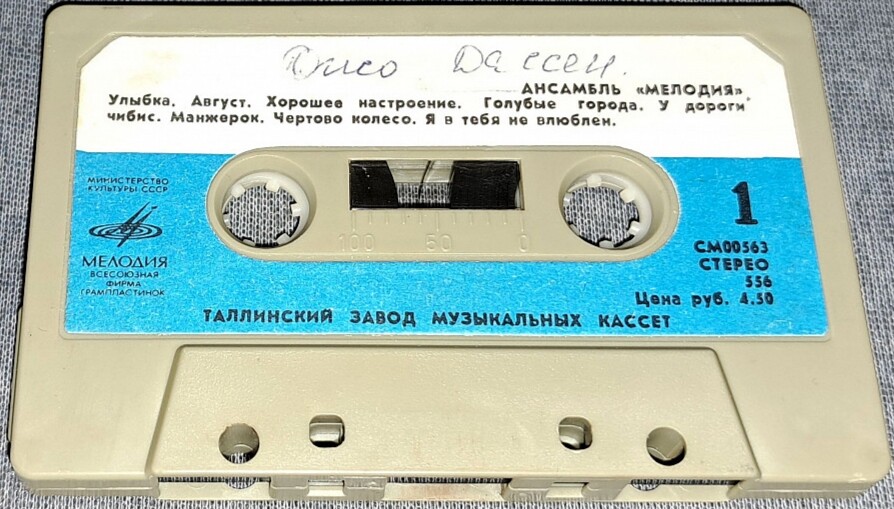 Джо Дассен.
АНСАМБЛЬ «МЕЛОДИЯ»
Улыбка. Август. Хорошее настроение. Голубые города. У дороги
чибис. Манжерок. Чертово колесо. Я в тебя не влюблен.
МИНИСТЕРСТВО
КУЛЬТУРЫ СССР
МЕЛОДИЯ
ВСЕСОЮЗНАЯ
ФИРМА
ГРАМПЛАСТИНОК
100 50 0
1
СМ00563
СТЕРЕО
556
Цена руб. 4.50
ТАЛЛИНСКИЙ ЗАВОД МУЗЫКАЛЬНЫХ КАССЕТ